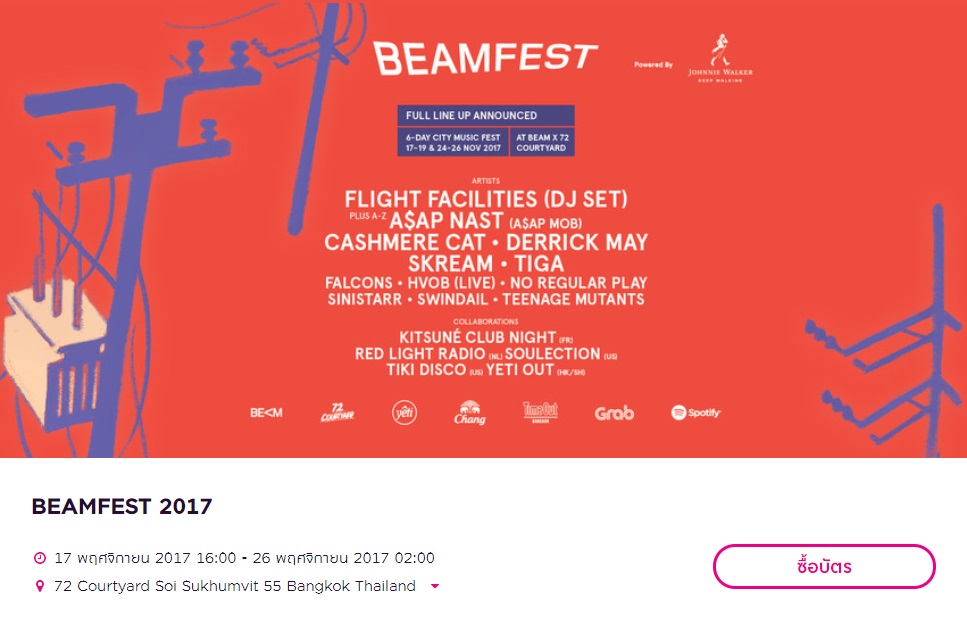 BEAMFEST
Powered By
JOHNNIE WALKER
KEEP WALKING
FULL LINE UP ANNOUNCED
6-DAY CITY MUSIC FEST
17-19 & 24-26 NOV 2017
AT BEAM X 72
COURTYARD
ARTISTS
FLIGHT FACILITIES (DJ SET)
PLUS A-Z A$AP NAST (A$AP MOB)
CASHMERE CAT • DERRICK MAY
SKREAM • TIGA
FALCONS • HVOB (LIVE) • NO REGULAR PLAY
SINISTARR • SWINDAIL • TEENAGE MUTANTS
COLLABORATIONS
KITSUNÉ CLUB NIGHT (FR)
RED LIGHT RADIO (NL) SOULECTION (US)
TIKI DISCO (US) YETI OUT (HK/SH)
BEAM 72 COURTYARD yeti Chang TimeOut BANGKOK Grab Spotify
BEAMFEST 2017
17 พฤศจิกายน 2017 16:00 - 26 พฤศจิกายน 2017 02:00
72 Courtyard Soi Sukhumvit 55 Bangkok Thailand
ซื้อบัตร